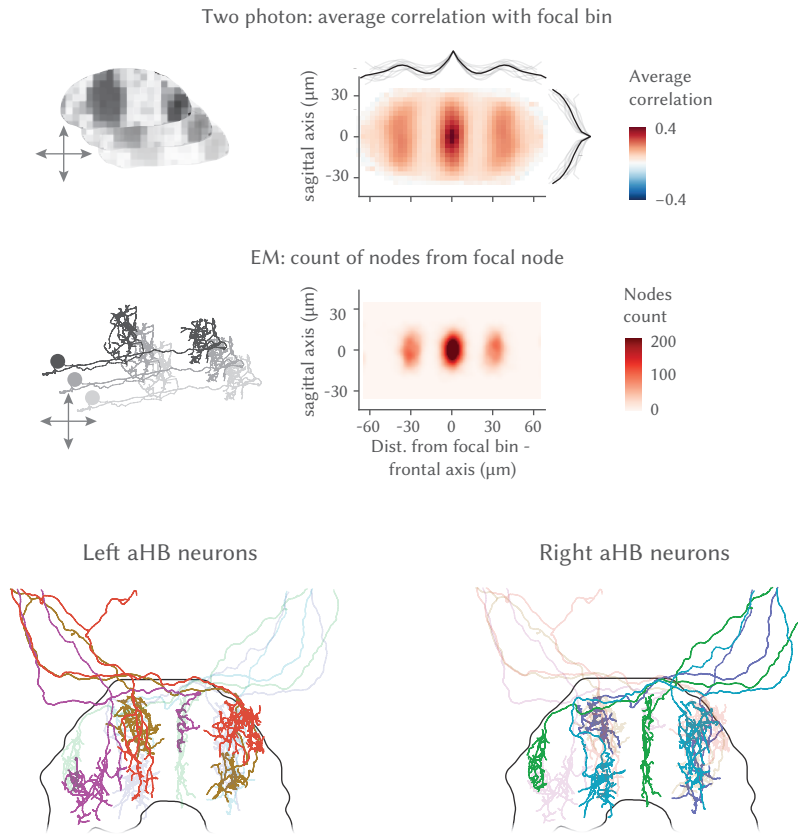 Two photon: average correlation with focal bin
sagittal axis (μm)
30
0
-30
Average
correlation
0.4
−0.4
EM: count of nodes from focal node
sagittal axis (μm)
30
0
-30
-60 -30 0 30 60
Dist. from focal bin -
frontal axis (μm)
Nodes
count
200
100
0
Left aHB neurons
Right aHB neurons